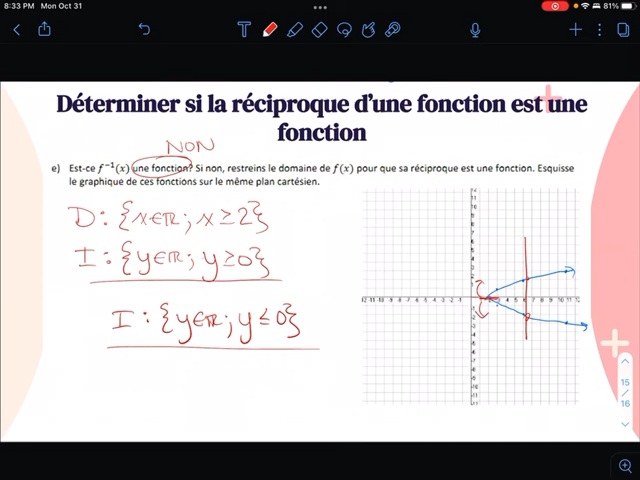 8:33 PM Mon Oct 31
81%
Déterminer si la réciproque d'une fonction est une
fonction
NON
e) Est-ce f⁻¹(x) une fonction? Si non, restreins le domaine de f(x) pour que sa réciproque est une fonction. Esquisse
le graphique de ces fonctions sur le même plan cartésien.
D: {x∈ℝ; x≥2}
I: {y∈ℝ; y≥0}
I: {y∈ℝ; y≤0}
15
/
16